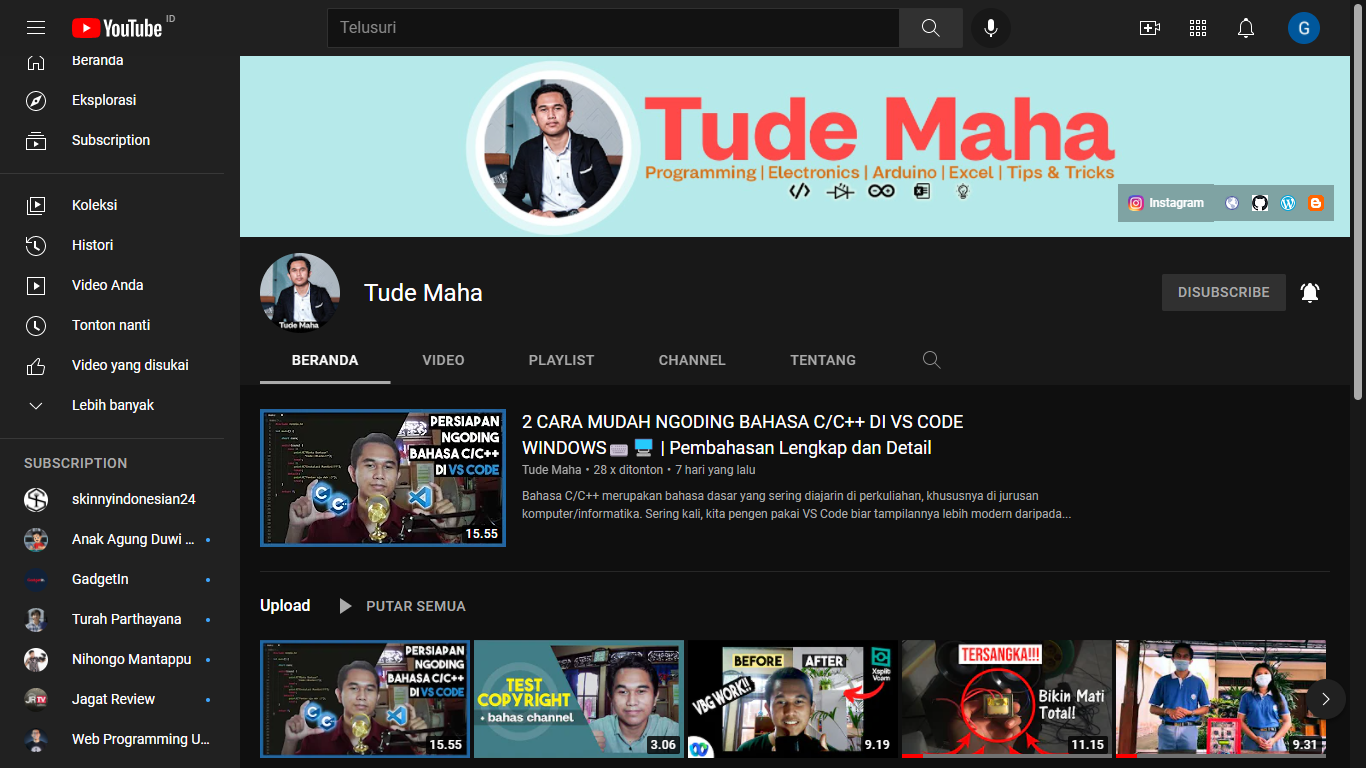 YouTube ID
Telusuri
G
Beranda
Eksplorasi
Subscription
Koleksi
Histori
Video Anda
Tonton nanti
Video yang disukai
Lebih banyak
SUBSCRIPTION
skinnyindonesian24
Anak Agung Duwi ...
GadgetIn
Turah Parthayana
Nihongo Mantappu
Jagat Review
Web Programming U...
Tude Maha
Programming | Electronics | Arduino | Excel | Tips & Tricks
Instagram
Tude Maha
Tude Maha
DISUBSCRIBE
BERANDA VIDEO PLAYLIST CHANNEL TENTANG
PERSIAPAN
NGODING
BAHASA C/C++
DI VS CODE
15.55
2 CARA MUDAH NGODING BAHASA C/C++ DI VS CODE
WINDOWS⌨️ 🖥️ | Pembahasan Lengkap dan Detail
Tude Maha • 28 x ditonton • 7 hari yang lalu
Bahasa C/C++ merupakan bahasa dasar yang sering diajarin di perkuliahan, khususnya di jurusan
komputer/informatika. Sering kali, kita pengen pakai VS Code biar tampilannya lebih modern daripada...
Upload PUTAR SEMUA
PERSIAPAN
NGODING
BAHASA C/C++
DI VS CODE
15.55
TEST
COPYRIGHT
+ bahas channel
3.06
BEFORE AFTER
Xsplit
Vcam
VBG WORK!!
9.19
TERSANGKA!!!
Bikin Mati
Total!
11.15
9.31